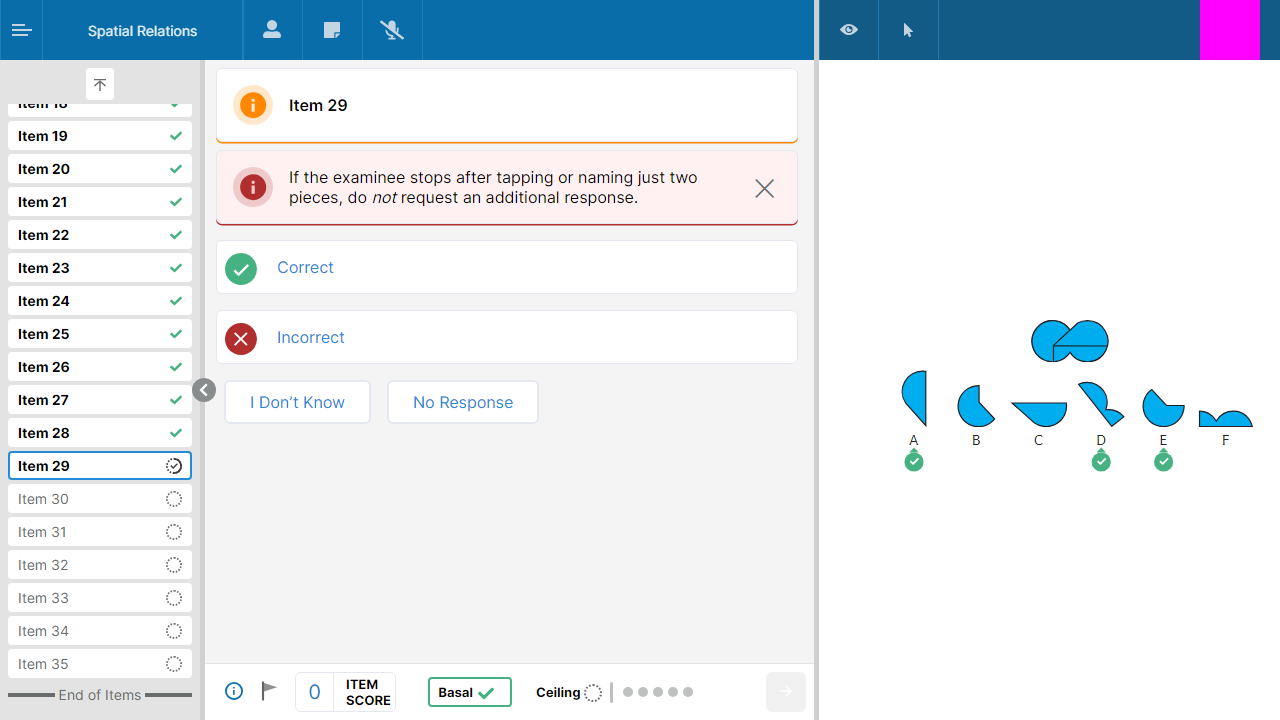 Spatial Relations
Item 18
Item 19
Item 20
Item 21
Item 22
Item 23
Item 24
Item 25
Item 26
Item 27
Item 28
Item 29
Item 30
Item 31
Item 32
Item 33
Item 34
Item 35
End of Items
Item 29
If the examinee stops after tapping or naming just two
pieces, do not request an additional response.
Correct
Incorrect
I Don’t Know
No Response
0
ITEM
SCORE
Basal
Ceiling
A B C D E F